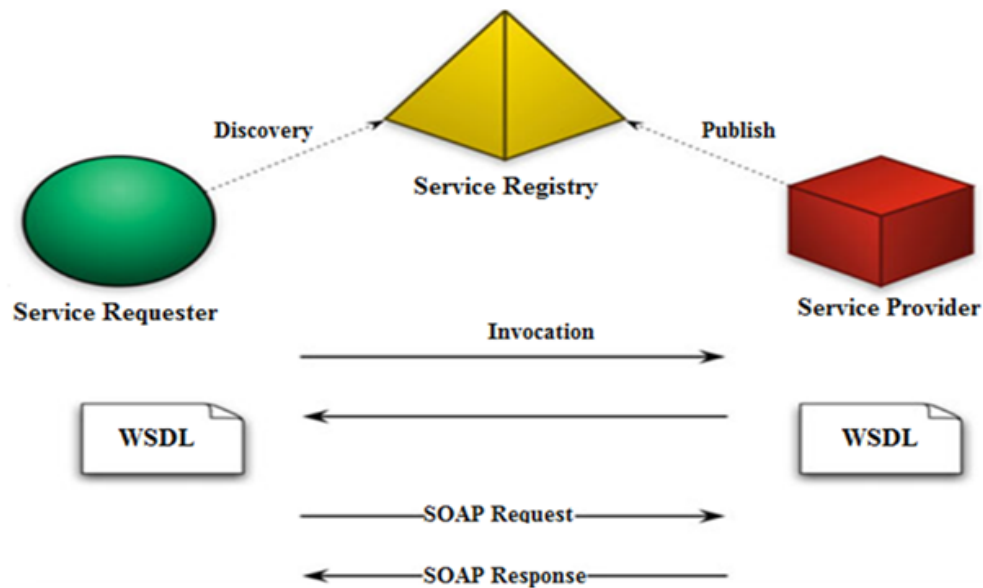 Discovery
Publish
Service Registry
Service Requester
Service Provider
Invocation
WSDL
WSDL
SOAP Request
SOAP Response